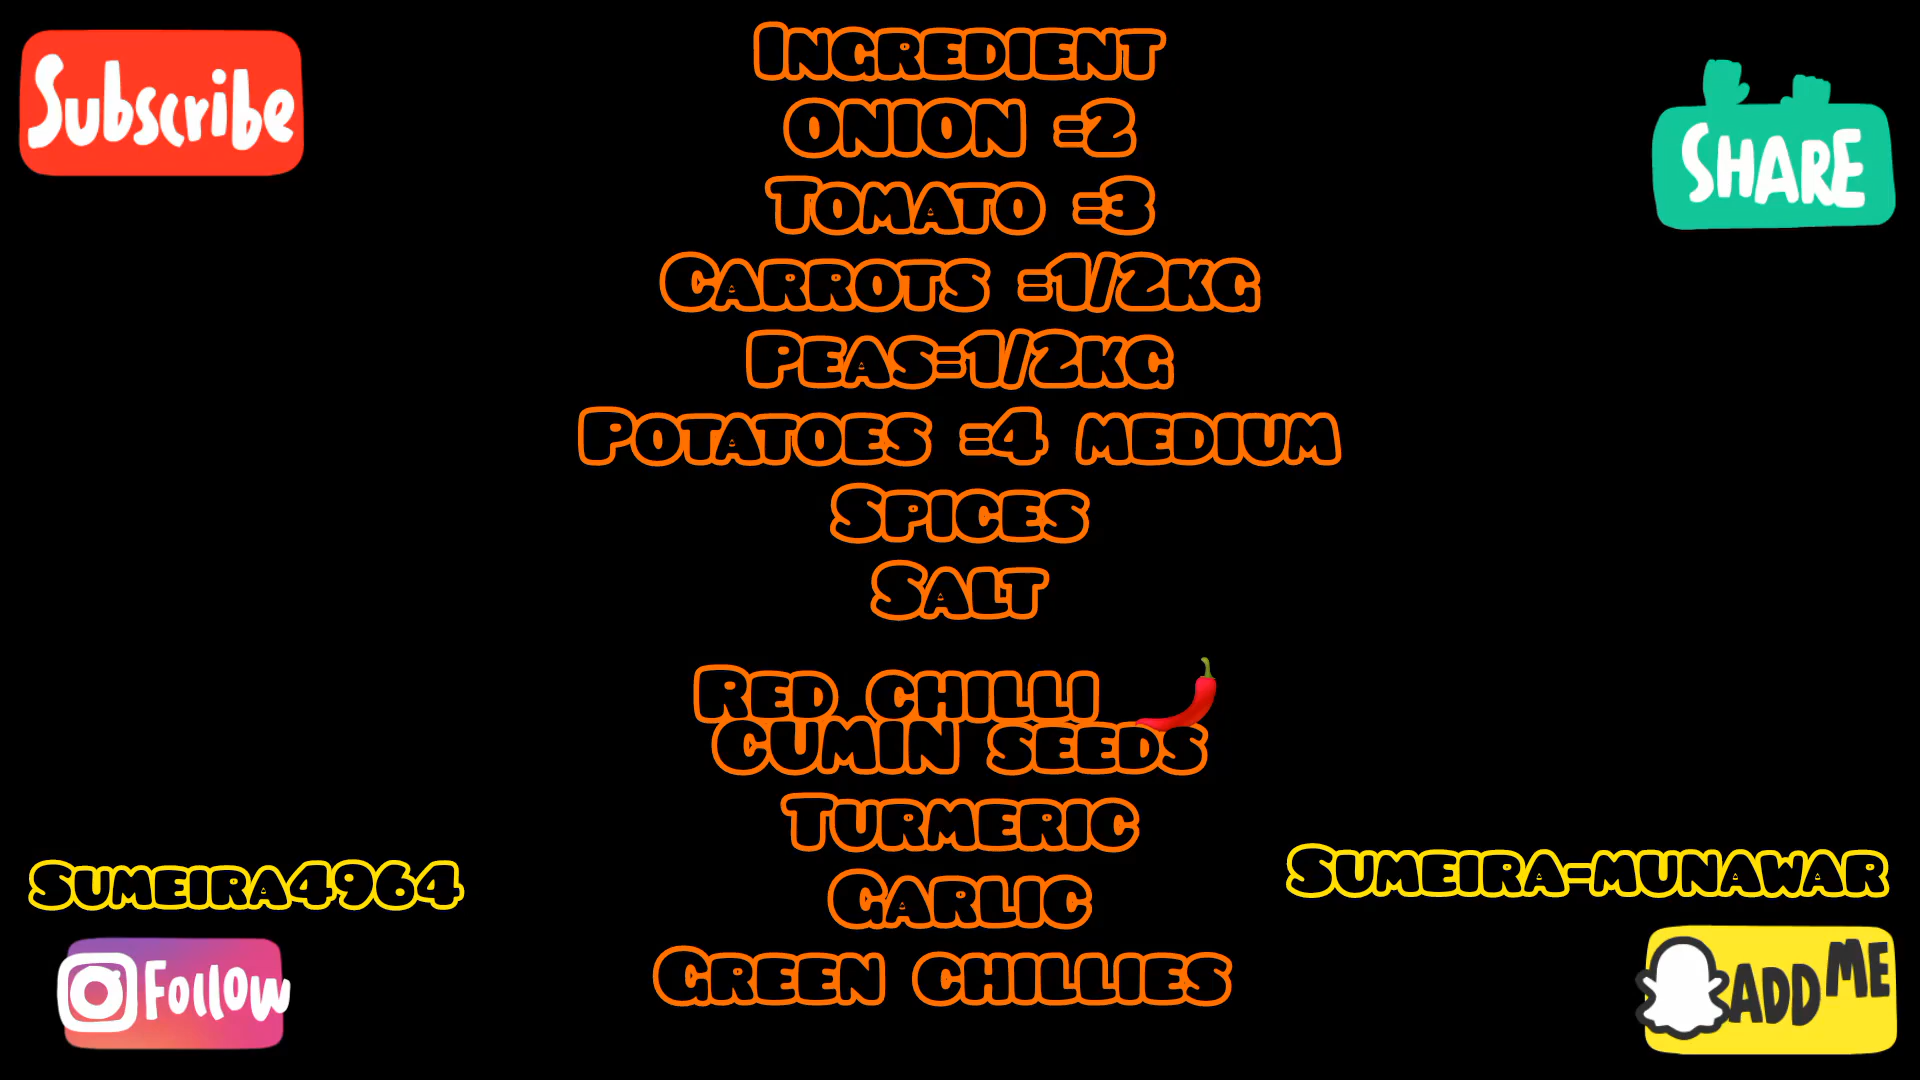 Subscribe
SHARE
Ingredient
ONION =2
Tomato =3
Carrots =1/2kg
Peas=1/2kg
Potatoes =4 medium
Spices
Salt
Red chilli 🌶
Cumin seeds
Turmeric
Garlic
Green chillies
Sumeira4964
Follow
Sumeira-munawar
ADD ME